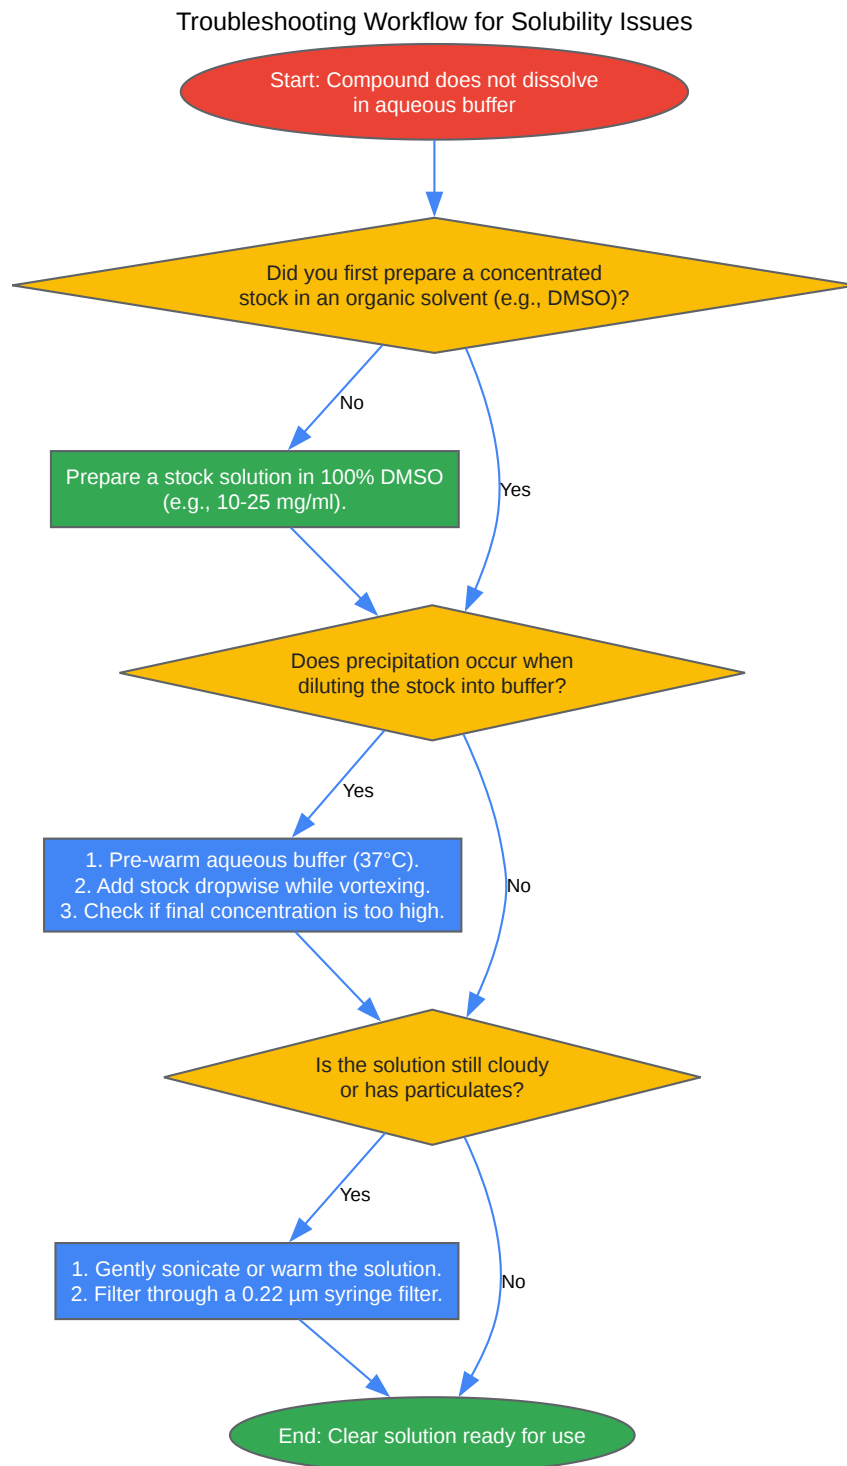 Troubleshooting Workflow for Solubility Issues
Start: Compound does not dissolve
in aqueous buffer
Did you first prepare a concentrated
stock in an organic solvent (e.g., DMSO)?
No
Prepare a stock solution in 100% DMSO
(e.g., 10-25 mg/ml).
Yes
Does precipitation occur when
diluting the stock into buffer?
Yes
1. Pre-warm aqueous buffer (37°C).
2. Add stock dropwise while vortexing.
3. Check if final concentration is too high.
No
Is the solution still cloudy
or has particulates?
Yes
1. Gently sonicate or warm the solution.
2. Filter through a 0.22 µm syringe filter.
No
End: Clear solution ready for use